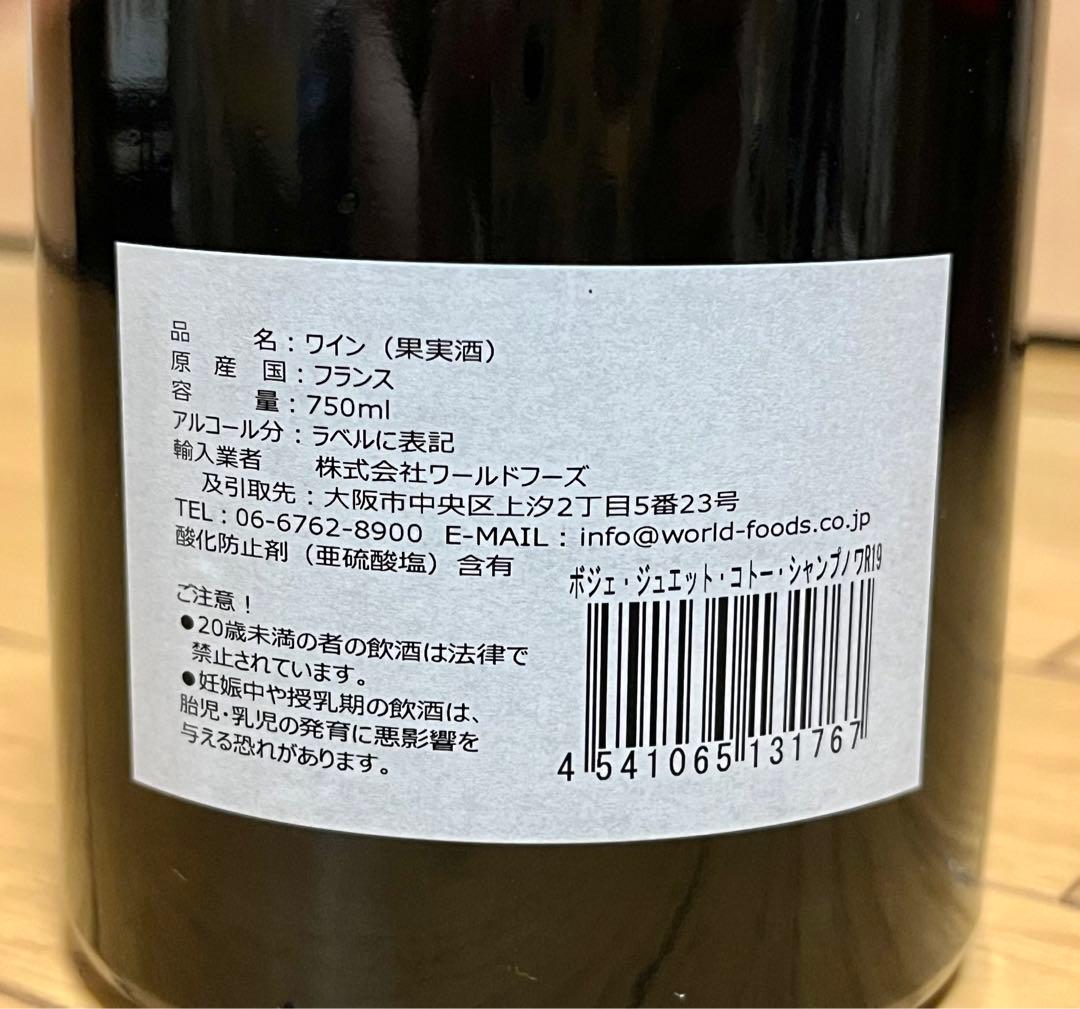 品　　名：ワイン（果実酒）
原　産　国：フランス
容　　量：750ml
アルコール分：ラベルに表記
輸入業者　株式会社ワールドフーズ
及引取先：大阪市中央区上汐2丁目5番23号
TEL：06-6762-8900 E-MAIL：info@world-foods.co.jp
酸化防止剤（亜硫酸塩）含有
ご注意！
●20歳未満の者の飲酒は法律で
禁止されています。
●妊娠中や授乳期の飲酒は、
胎児・乳児の発育に悪影響を
与える恐れがあります。
ボジェ・ジュエット・コトー・シャンプノワR19
4 541065 131767